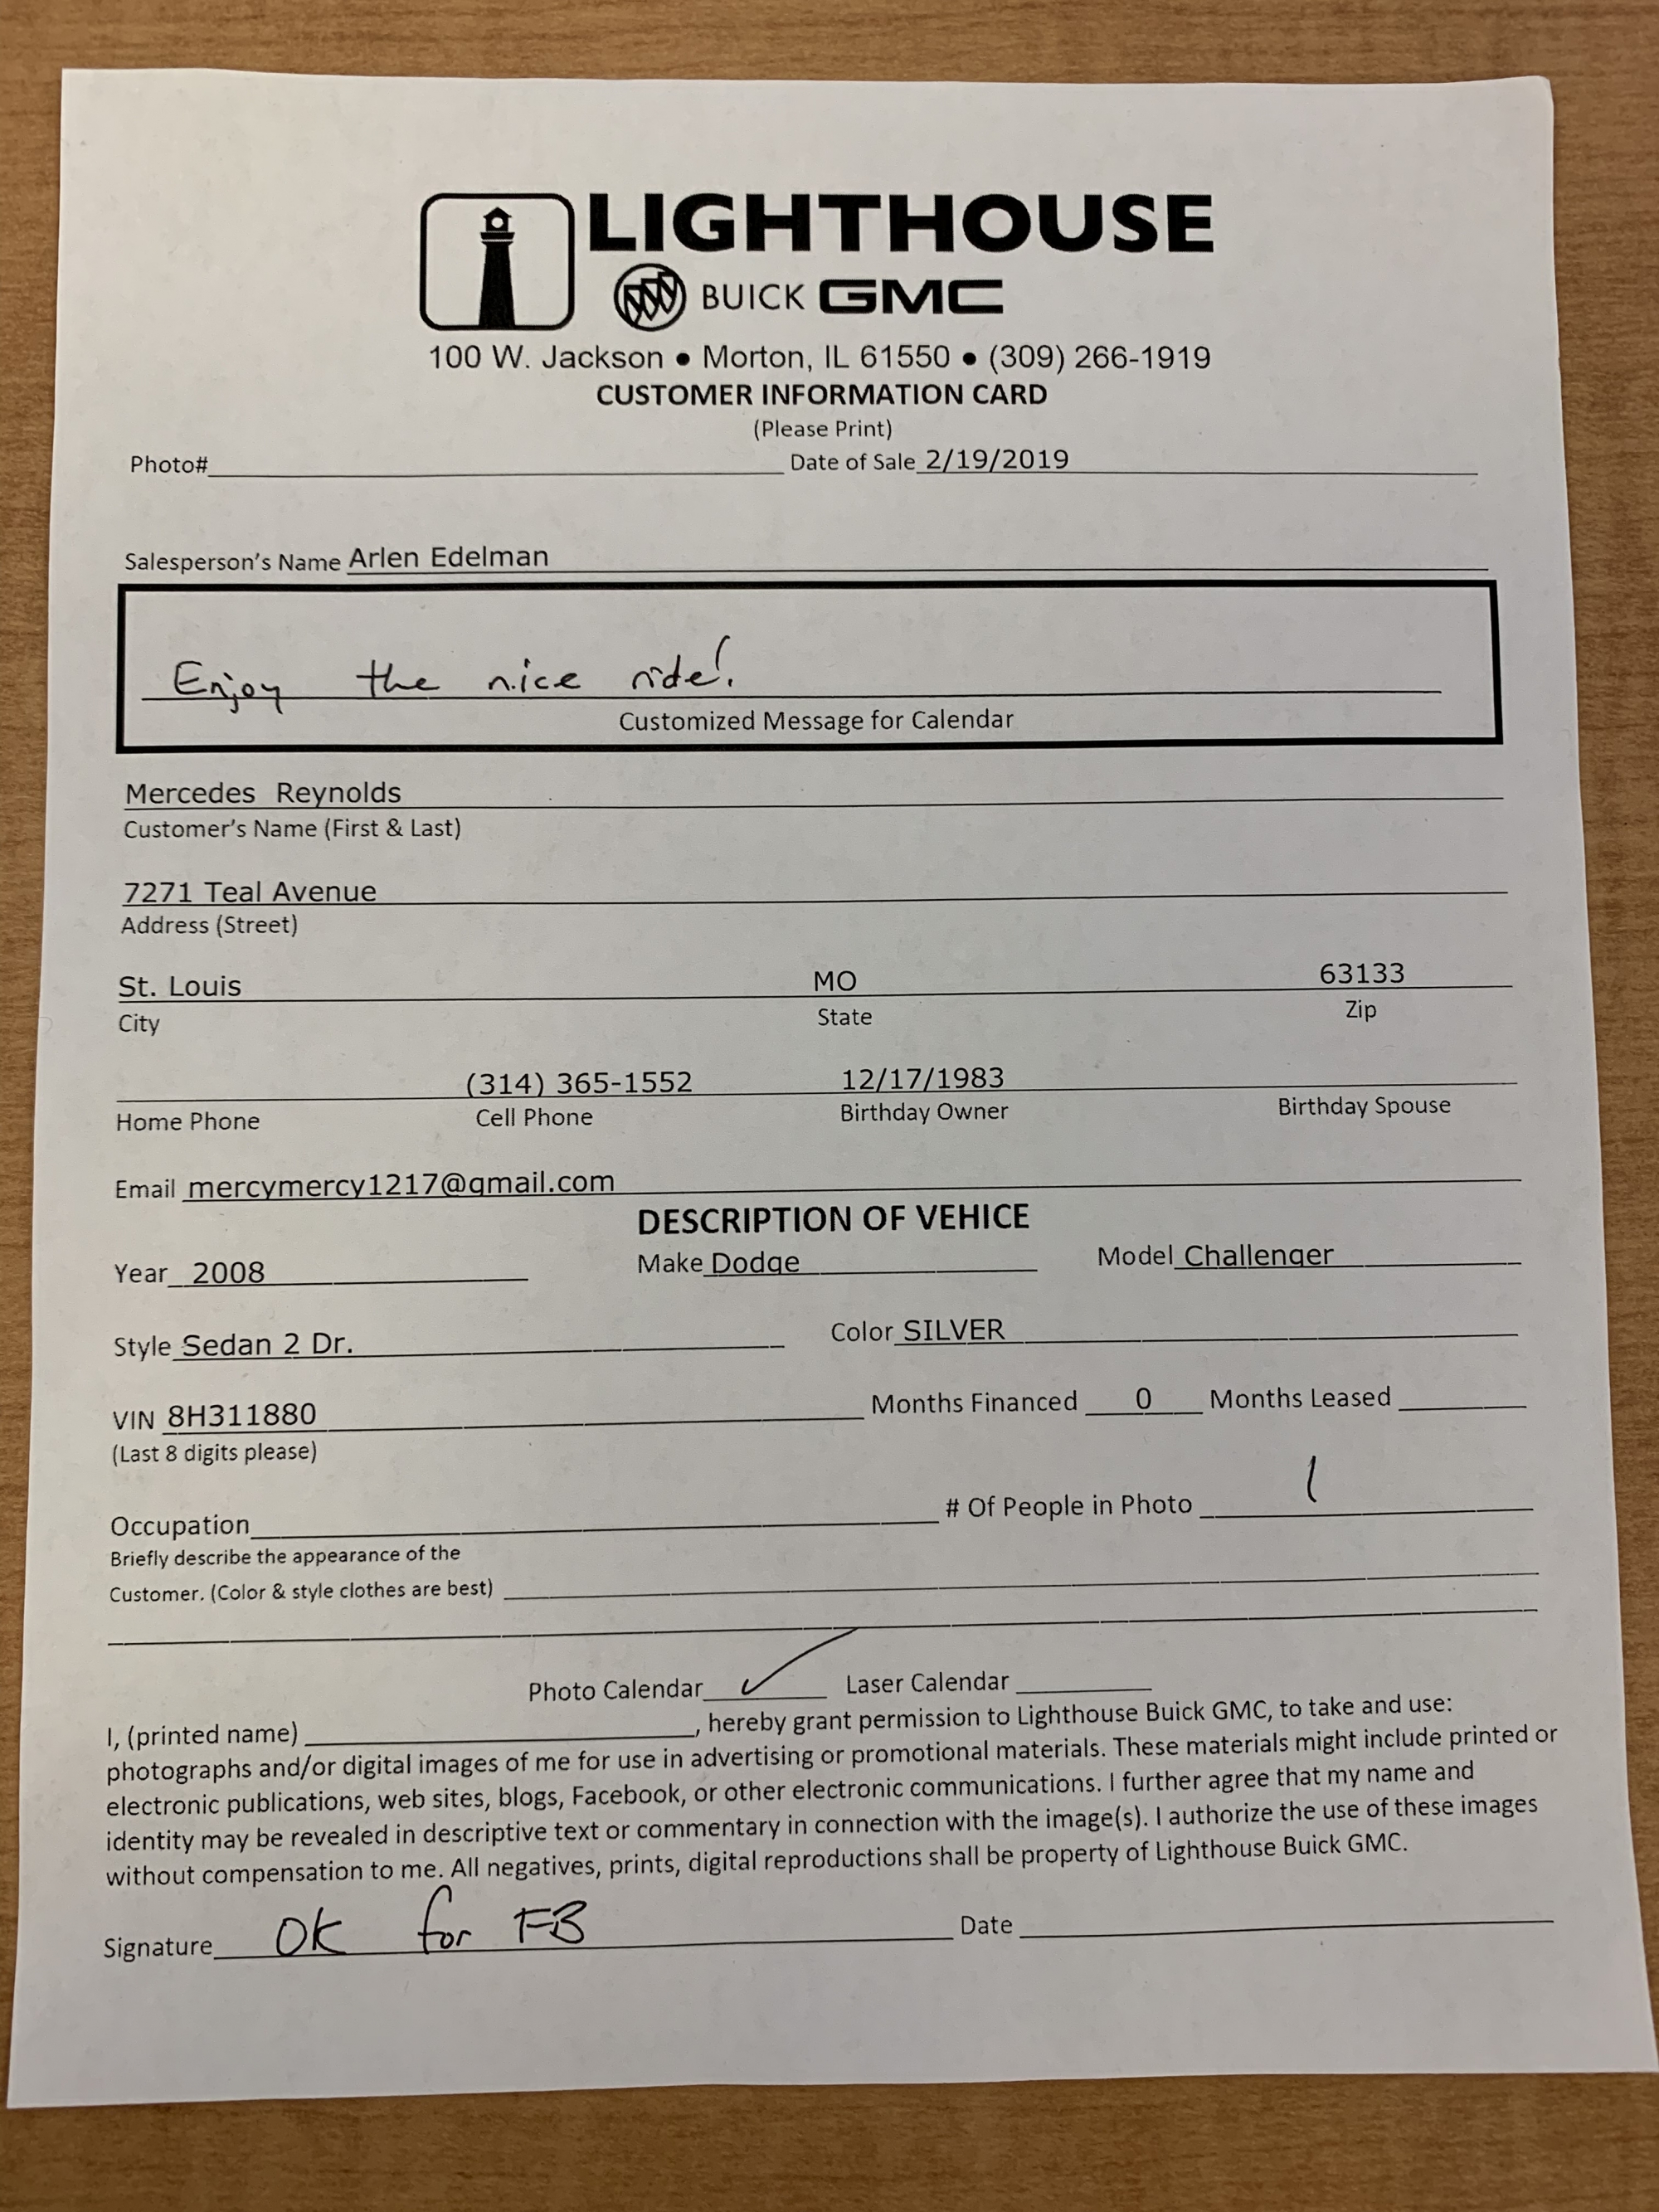 LIGHTHOUSE
BUICK GMC
100 W. Jackson • Morton, IL 61550 • (309) 266-1919
CUSTOMER INFORMATION CARD
(Please Print)
Photo# Date of Sale 2/19/2019
Salesperson's Name Arlen Edelman
Enjoy the nice ride!
Customized Message for Calendar
Mercedes Reynolds
Customer's Name (First & Last)
7271 Teal Avenue
Address (Street)
St. Louis MO 63133
City State Zip
(314) 365-1552 12/17/1983
Home Phone Cell Phone Birthday Owner Birthday Spouse
Email mercymercy1217@gmail.com
DESCRIPTION OF VEHICE
Year 2008 Make Dodge Model Challenger
Style Sedan 2 Dr. Color SILVER
VIN 8H311880 Months Financed 0 Months Leased
(Last 8 digits please)
Occupation # Of People in Photo 1
Briefly describe the appearance of the
Customer. (Color & style clothes are best)
Photo Calendar ✓ Laser Calendar
I, (printed name) , hereby grant permission to Lighthouse Buick GMC, to take and use:
photographs and/or digital images of me for use in advertising or promotional materials. These materials might include printed or
electronic publications, web sites, blogs, Facebook, or other electronic communications. I further agree that my name and
identity may be revealed in descriptive text or commentary in connection with the image(s). I authorize the use of these images
without compensation to me. All negatives, prints, digital reproductions shall be property of Lighthouse Buick GMC.
Signature OK for FB Date